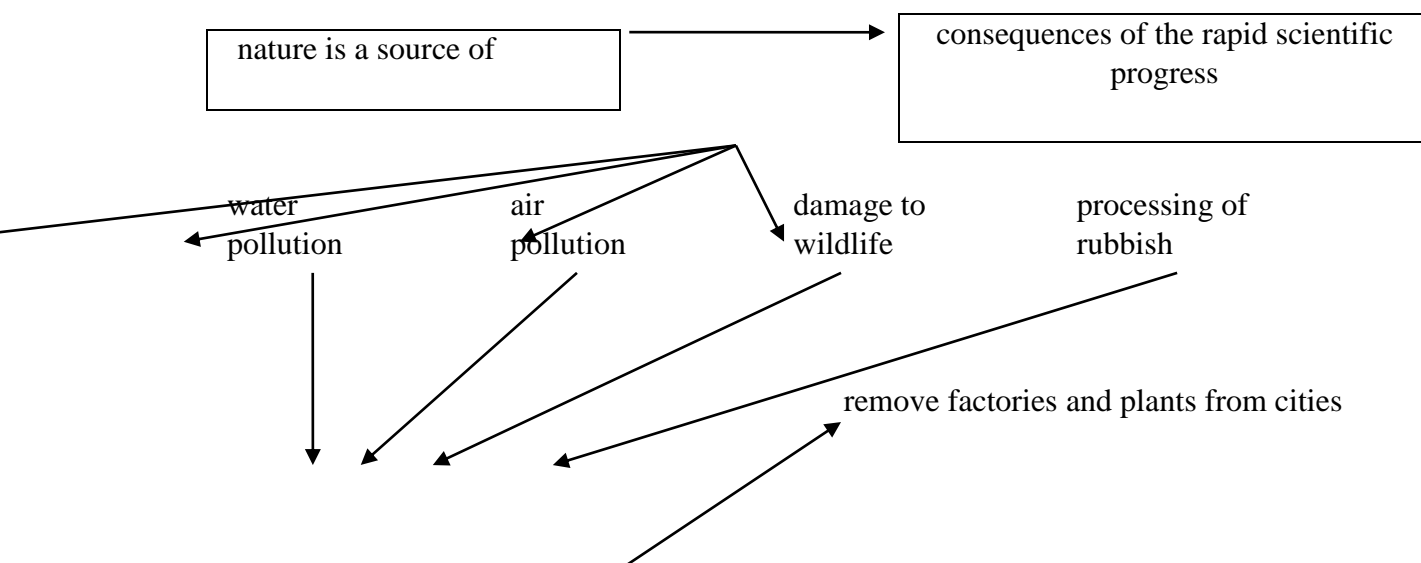 nature is a source of
consequences of the rapid scientific
progress
water
pollution
air
pollution
damage to
wildlife
processing of
rubbish
remove factories and plants from cities